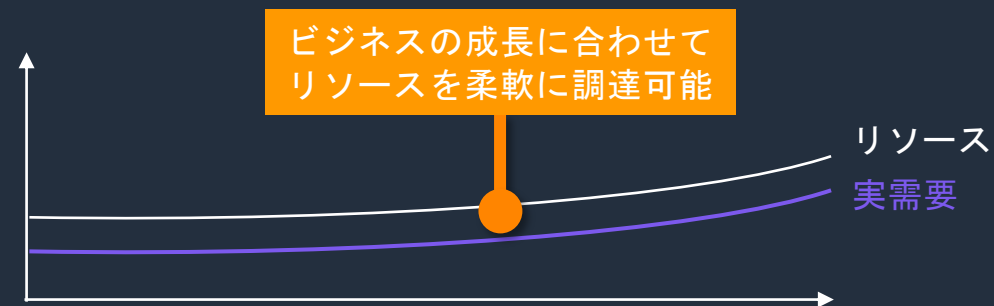 ビジネスの成長に合わせて
リソースを柔軟に調達可能
リソース
実需要